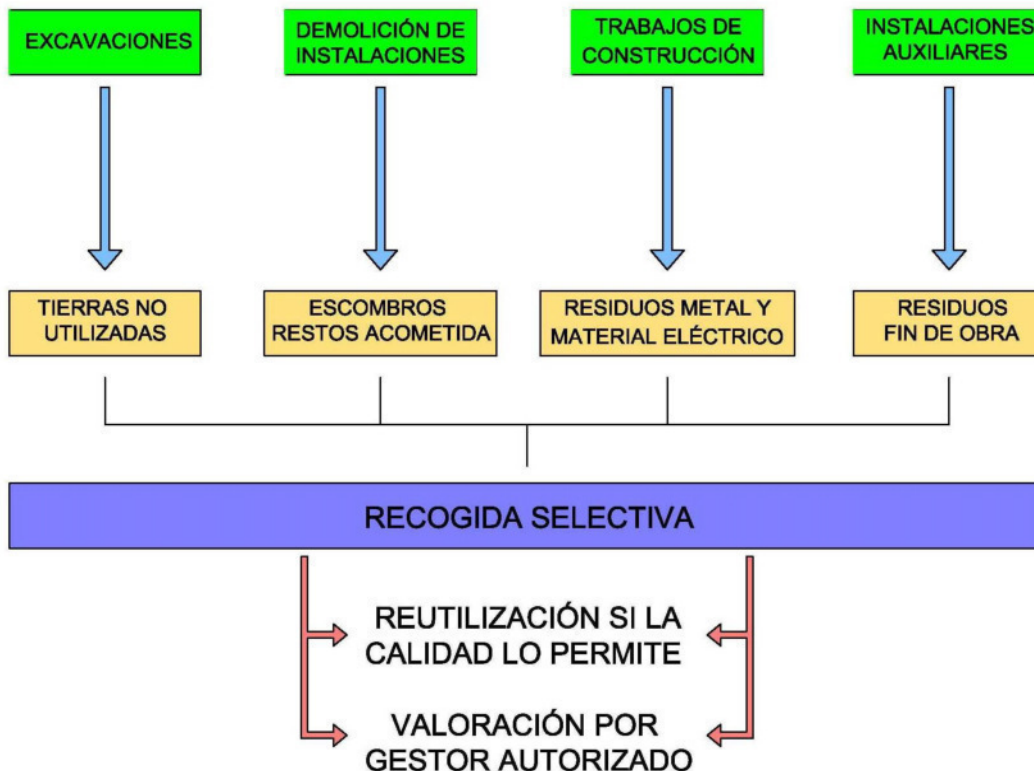 EXCAVACIONES
DEMOLICIÓN DE
INSTALACIONES
TRABAJOS DE
CONSTRUCCIÓN
INSTALACIONES
AUXILIARES
TIERRAS NO
UTILIZADAS
ESCOMBROS
RESTOS ACOMETIDA
RESIDUOS METAL Y
MATERIAL ELÉCTRICO
RESIDUOS
FIN DE OBRA
RECOGIDA SELECTIVA
REUTILIZACIÓN SI LA
CALIDAD LO PERMITE
VALORACIÓN POR
GESTOR AUTORIZADO